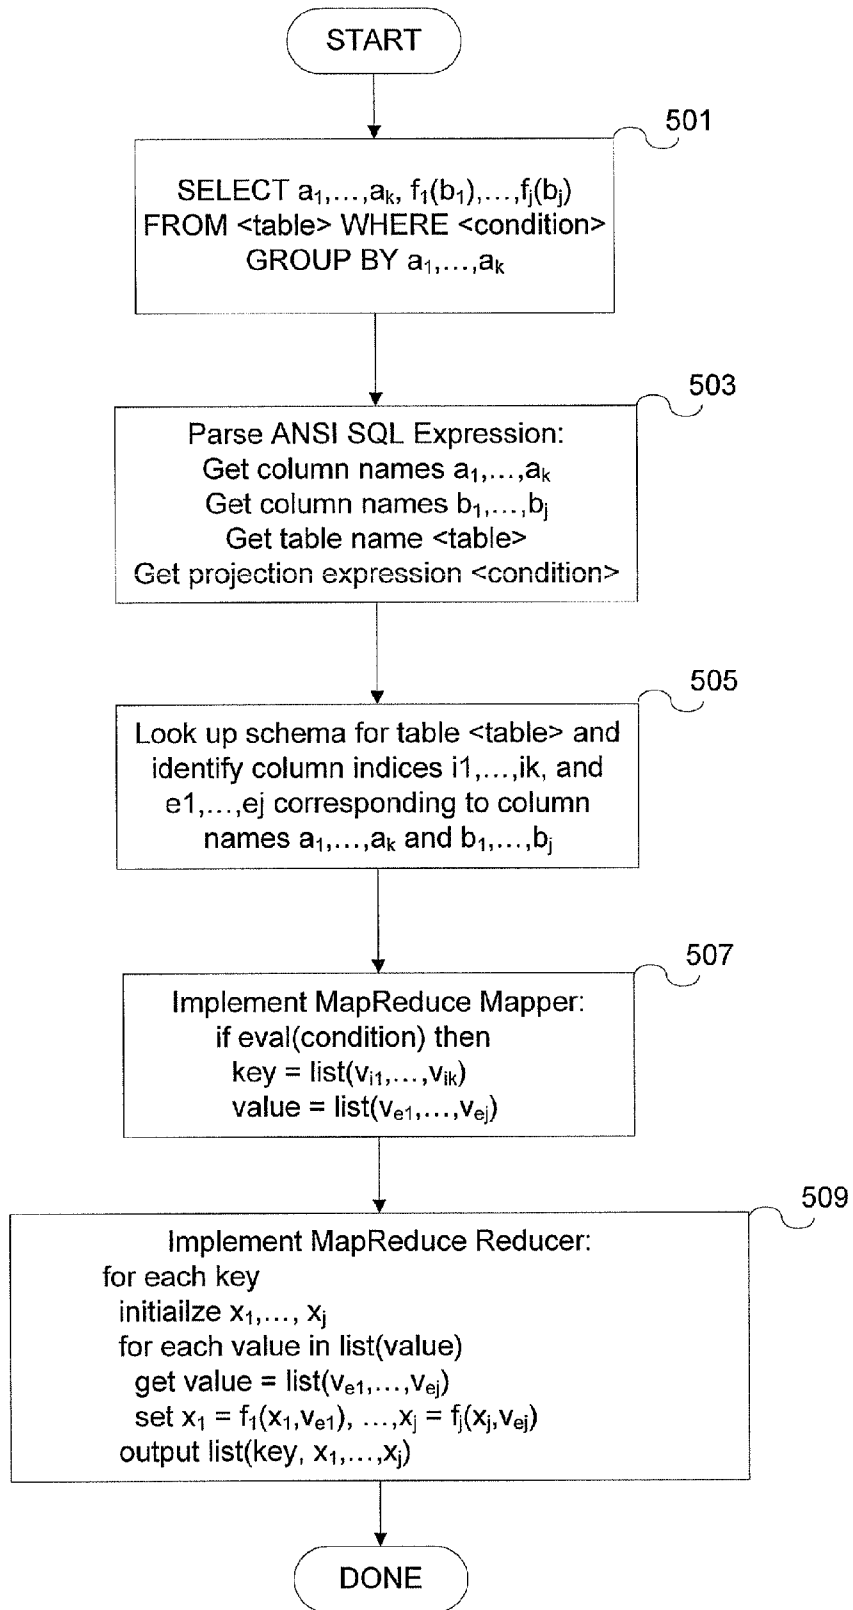 START
501
SELECT a₁,...,aₖ, f₁(b₁),...,fⱼ(bⱼ)
FROM <table> WHERE <condition>
GROUP BY a₁,...,aₖ
503
Parse ANSI SQL Expression:
Get column names a₁,...,aₖ
Get column names b₁,...,bⱼ
Get table name <table>
Get projection expression <condition>
505
Look up schema for table <table> and
identify column indices i1,...,ik, and
e1,...,ej corresponding to column
names a₁,...,aₖ and b₁,...,bⱼ
507
Implement MapReduce Mapper:
if eval(condition) then
key = list(vᵢ₁,...,vᵢₖ)
value = list(vₑ₁,...,vₑⱼ)
509
Implement MapReduce Reducer:
for each key
initiailze x₁,..., xⱼ
for each value in list(value)
get value = list(vₑ₁,...,vₑⱼ)
set x₁ = f₁(x₁,vₑ₁), ...,xⱼ = fⱼ(xⱼ,vₑⱼ)
output list(key, x₁,...,xⱼ)
DONE